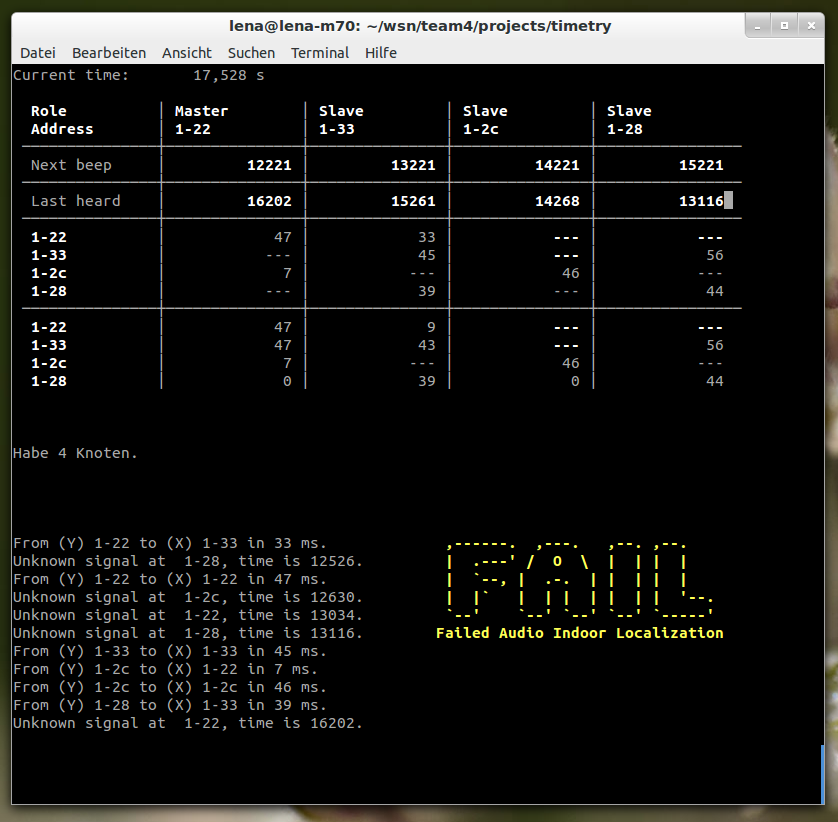 lena@lena-m70: ~/wsn/team4/projects/timetry
Datei Bearbeiten Ansicht Suchen Terminal Hilfe
Current time: 17,528 s
Role | Master | Slave | Slave | Slave
Address | 1-22 | 1-33 | 1-2c | 1-28
Next beep | 12221 | 13221 | 14221 | 15221
Last heard | 16202 | 15261 | 14268 | 13116
1-22 | 47 | 33 | --- | ---
1-33 | --- | 45 | --- | 56
1-2c | 7 | --- | 46 | ---
1-28 | --- | 39 | --- | 44
1-22 | 47 | 9 | --- | ---
1-33 | 47 | 43 | --- | 56
1-2c | 7 | --- | 46 | ---
1-28 | 0 | 39 | 0 | 44
Habe 4 Knoten.
From (Y) 1-22 to (X) 1-33 in 33 ms.
Unknown signal at 1-28, time is 12526.
From (Y) 1-22 to (X) 1-22 in 47 ms.
Unknown signal at 1-2c, time is 12630.
Unknown signal at 1-22, time is 13034.
Unknown signal at 1-28, time is 13116.
From (Y) 1-33 to (X) 1-33 in 45 ms.
From (Y) 1-2c to (X) 1-22 in 7 ms.
From (Y) 1-2c to (X) 1-2c in 46 ms.
From (Y) 1-28 to (X) 1-33 in 39 ms.
Unknown signal at 1-22, time is 16202.
FAIL
Failed Audio Indoor Localization